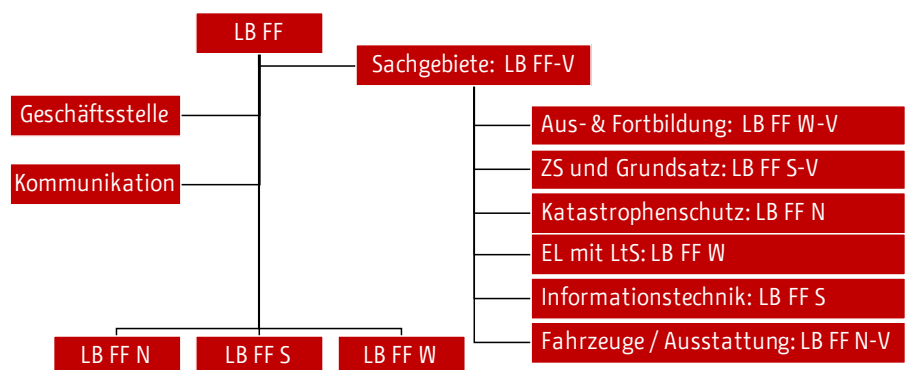 LB FF
Sachgebiete: LB FF-V
Geschäftsstelle
Kommunikation
Aus- & Fortbildung: LB FF W-V
ZS und Grundsatz: LB FF S-V
Katastrophenschutz: LB FF N
EL mit LtS: LB FF W
Informationstechnik: LB FF S
Fahrzeuge / Ausstattung: LB FF N-V
LB FF N
LB FF S
LB FF W